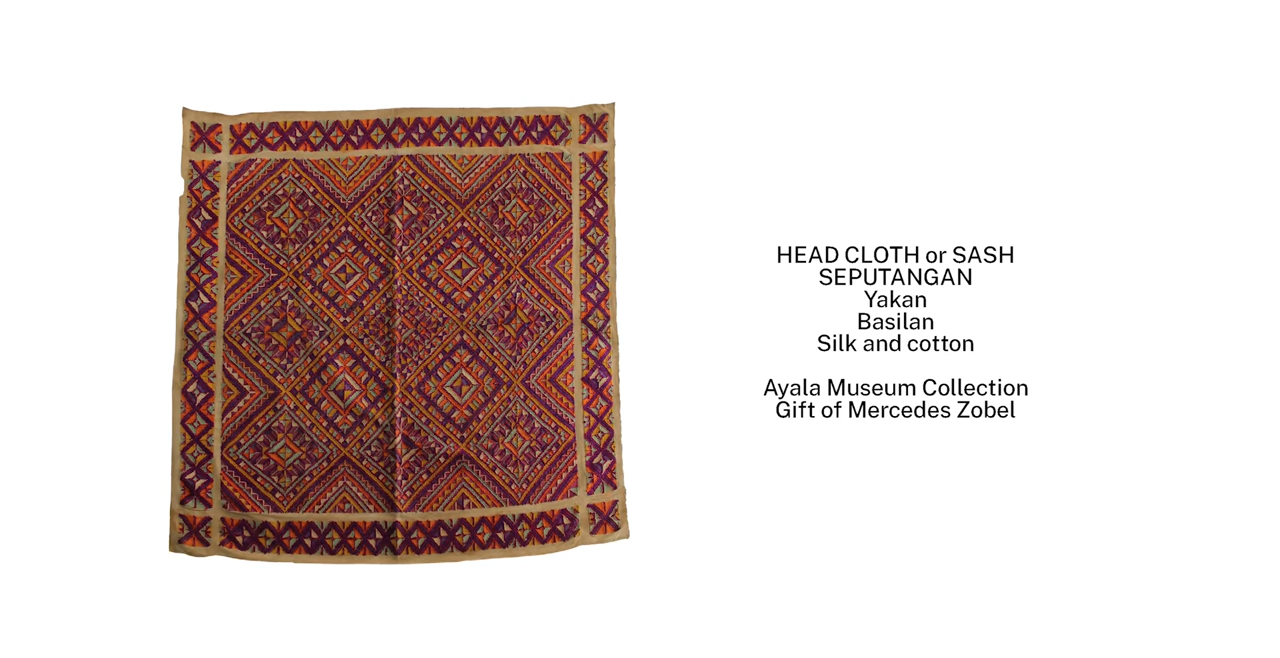 HEAD CLOTH or SASH
SEPUTANGAN
Yakan
Basilan
Silk and cotton
Ayala Museum Collection
Gift of Mercedes Zobel